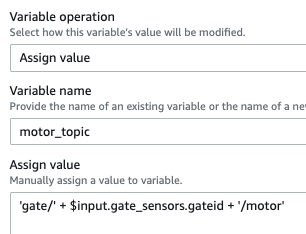 Variable operation
Select how this variable's value will be modified.
Assign value
Variable name
Provide the name of an existing variable or the name of a
motor_topic
Assign value
Manually assign a value to variable.
'gate/' + $input.gate_sensors.gateid + '/motor'